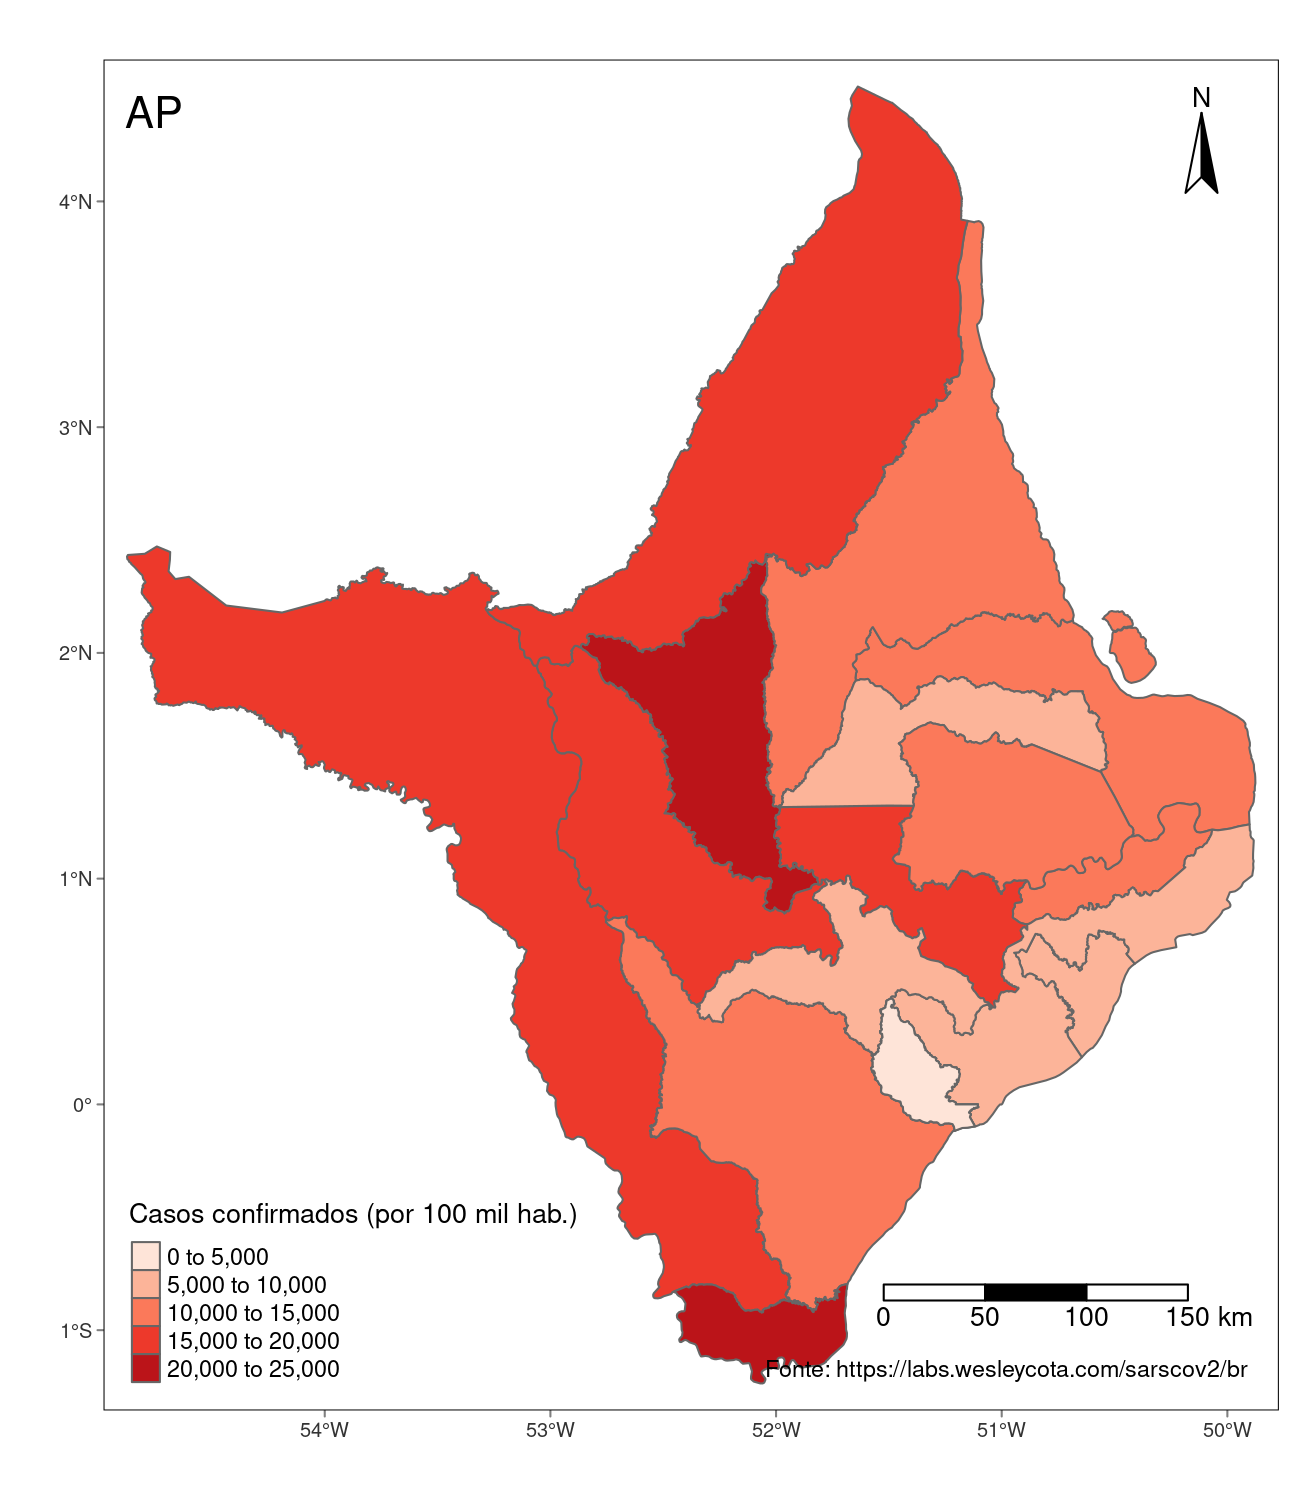 AP
N
4°N
3°N
2°N
1°N
0°
1°S
Casos confirmados (por 100 mil hab.)
0 to 5,000
5,000 to 10,000
10,000 to 15,000
15,000 to 20,000
20,000 to 25,000
0 50 100 150 km
Fonte: https://labs.wesleycota.com/sarscov2/br
54°W 53°W 52°W 51°W 50°W